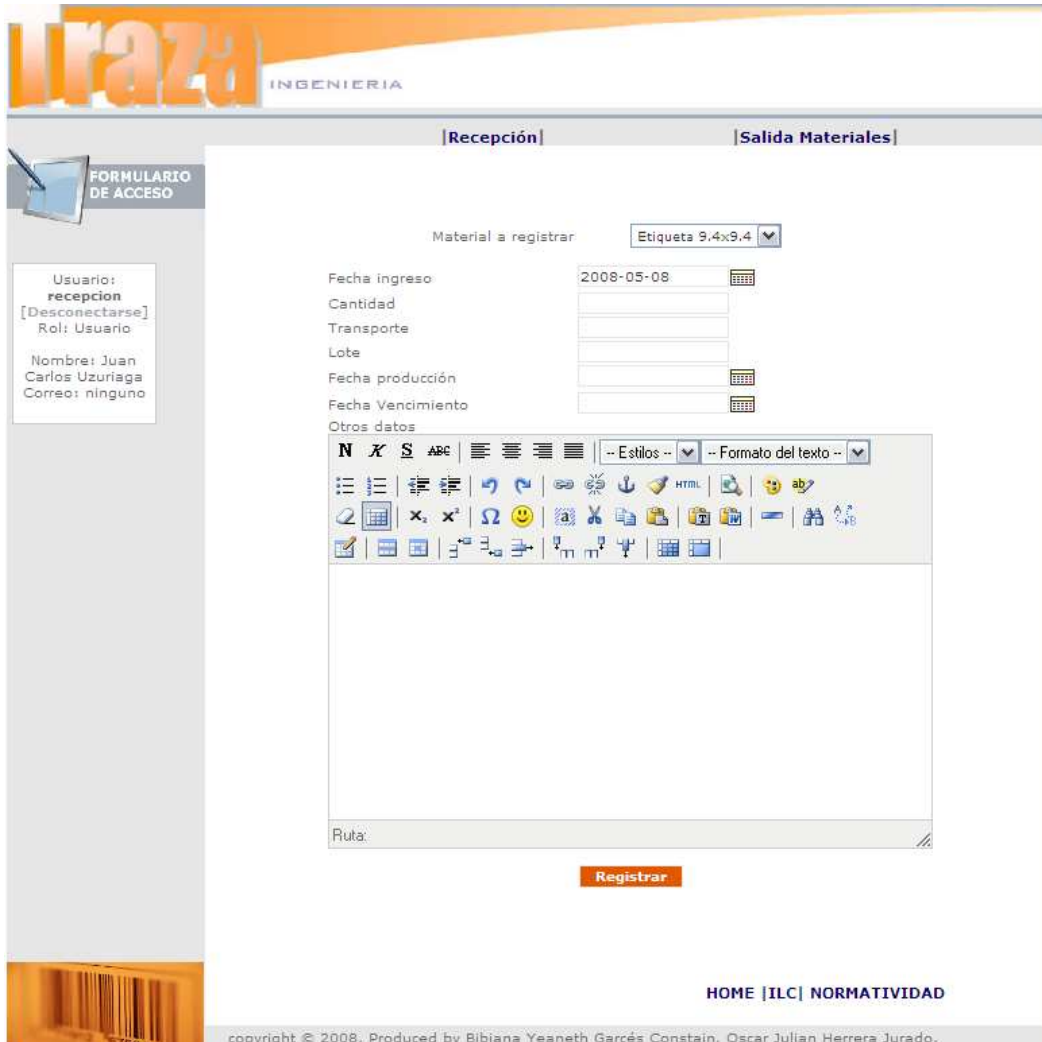 Traza
INGENIERIA
|Recepción| |Salida Materiales|
FORMULARIO
DE ACCESO
Usuario:
recepcion
[Desconectarse]
Rol: Usuario
Nombre: Juan
Carlos Uzuriaga
Correo: ninguno
Material a registrar Etiqueta 9.4x9.4
Fecha ingreso 2008-05-08
Cantidad
Transporte
Lote
Fecha producción
Fecha Vencimiento
Otros datos
N K S ABC -- Estilos -- -- Formato del texto --
HTML ab
x₂ x² Ω a T W A A B
Ruta:
Registrar
HOME |ILC| NORMATIVIDAD
copyright © 2008. Produced by Bibiana Yeaneth Garcés Constain, Oscar Julian Herrera Jurado.